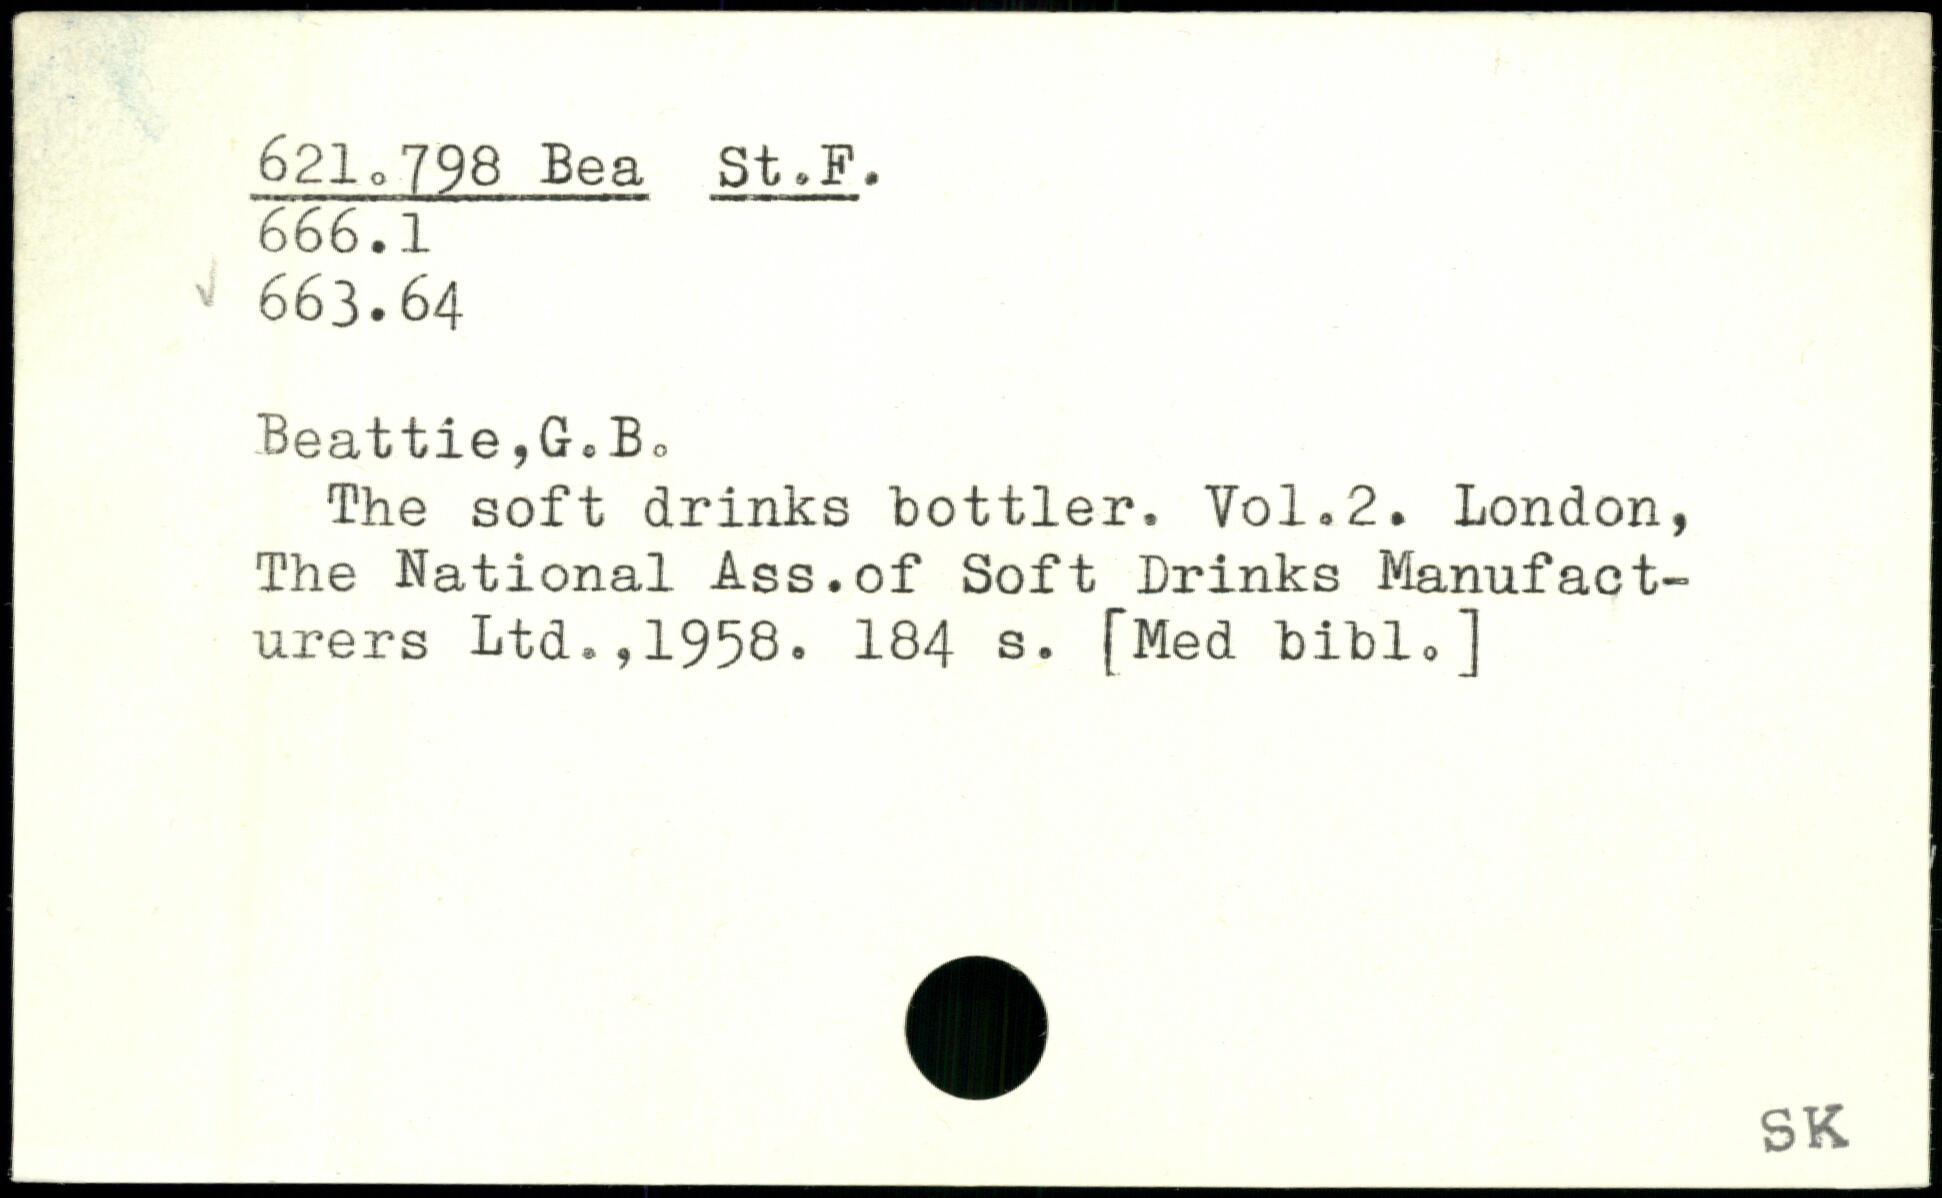 621.798 Bea St.F.
666.1
663.64
Beattie,G.B.
The soft drinks bottler. Vol.2. London,
The National Ass.of Soft Drinks Manufact-
urers Ltd.,1958. 184 s. [Med bibl.]
SK